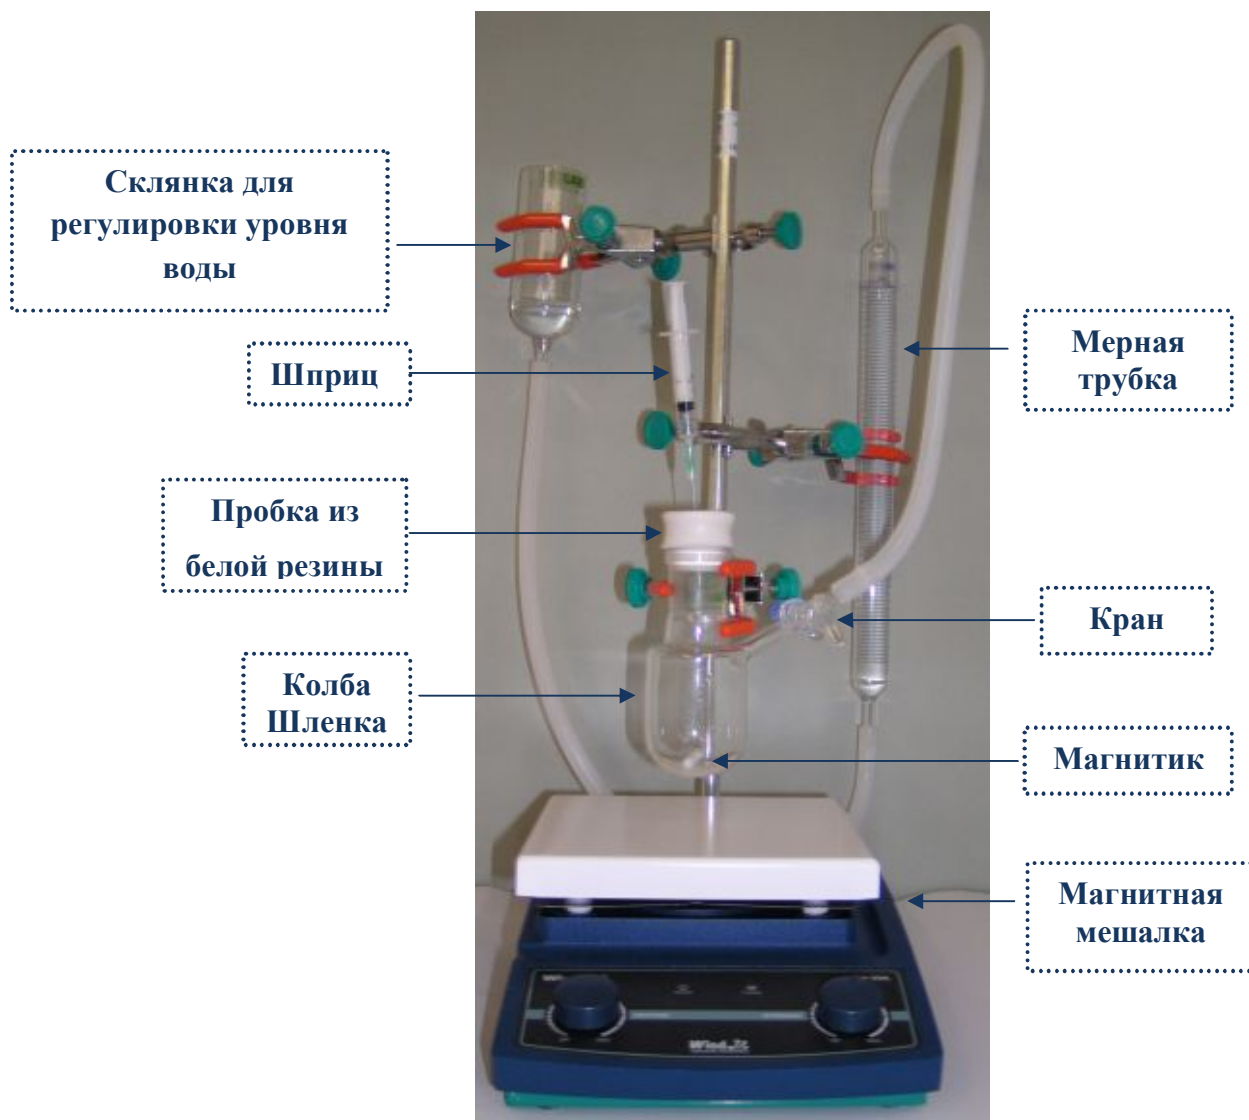 Склянка для
регулировки уровня
воды
Шприц
Мерная
трубка
Пробка из
белой резины
Кран
Колба
Шленка
Магнитик
Магнитная
мешалка